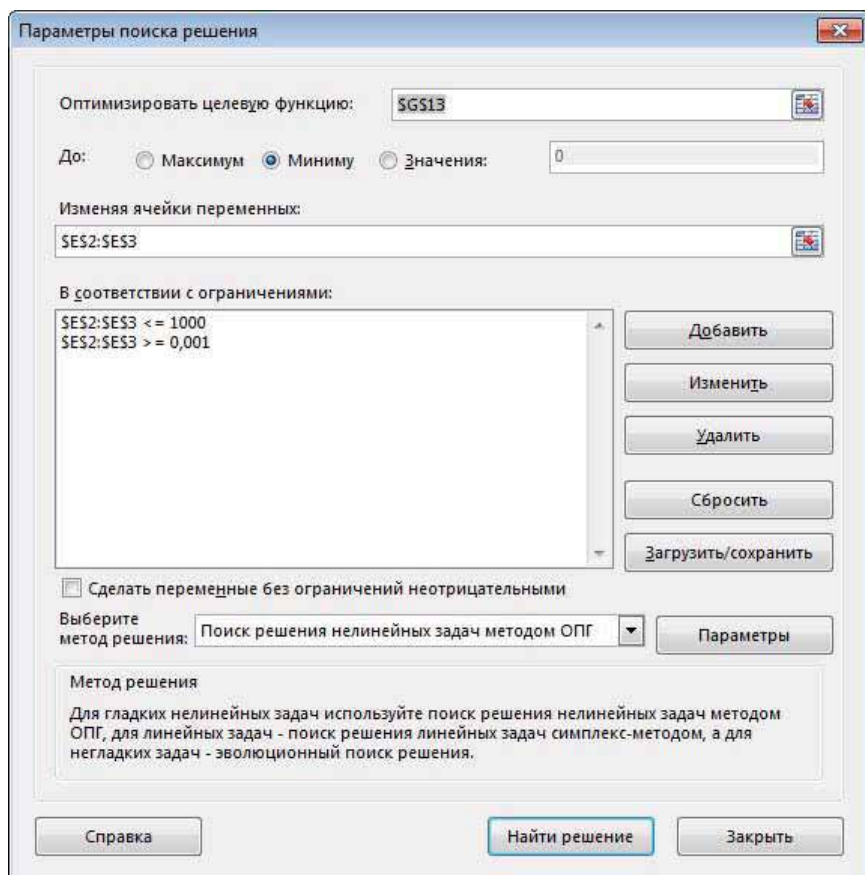 Параметры поиска решения
Оптимизировать целевую функцию: $G$13
До: Максимум Миниму Значения: 0
Изменяя ячейки переменных:
$E$2:$E$3
В соответствии с ограничениями:
$E$2:$E$3 <= 1000
$E$2:$E$3 >= 0,001
Добавить
Изменить
Удалить
Сбросить
Загрузить/сохранить
Сделать переменные без ограничений неотрицательными
Выберите
метод решения: Поиск решения нелинейных задач методом ОПГ Параметры
Метод решения
Для гладких нелинейных задач используйте поиск решения нелинейных задач методом
ОПГ, для линейных задач - поиск решения линейных задач симплекс-методом, а для
негладких задач - эволюционный поиск решения.
Справка Найти решение Закрыть